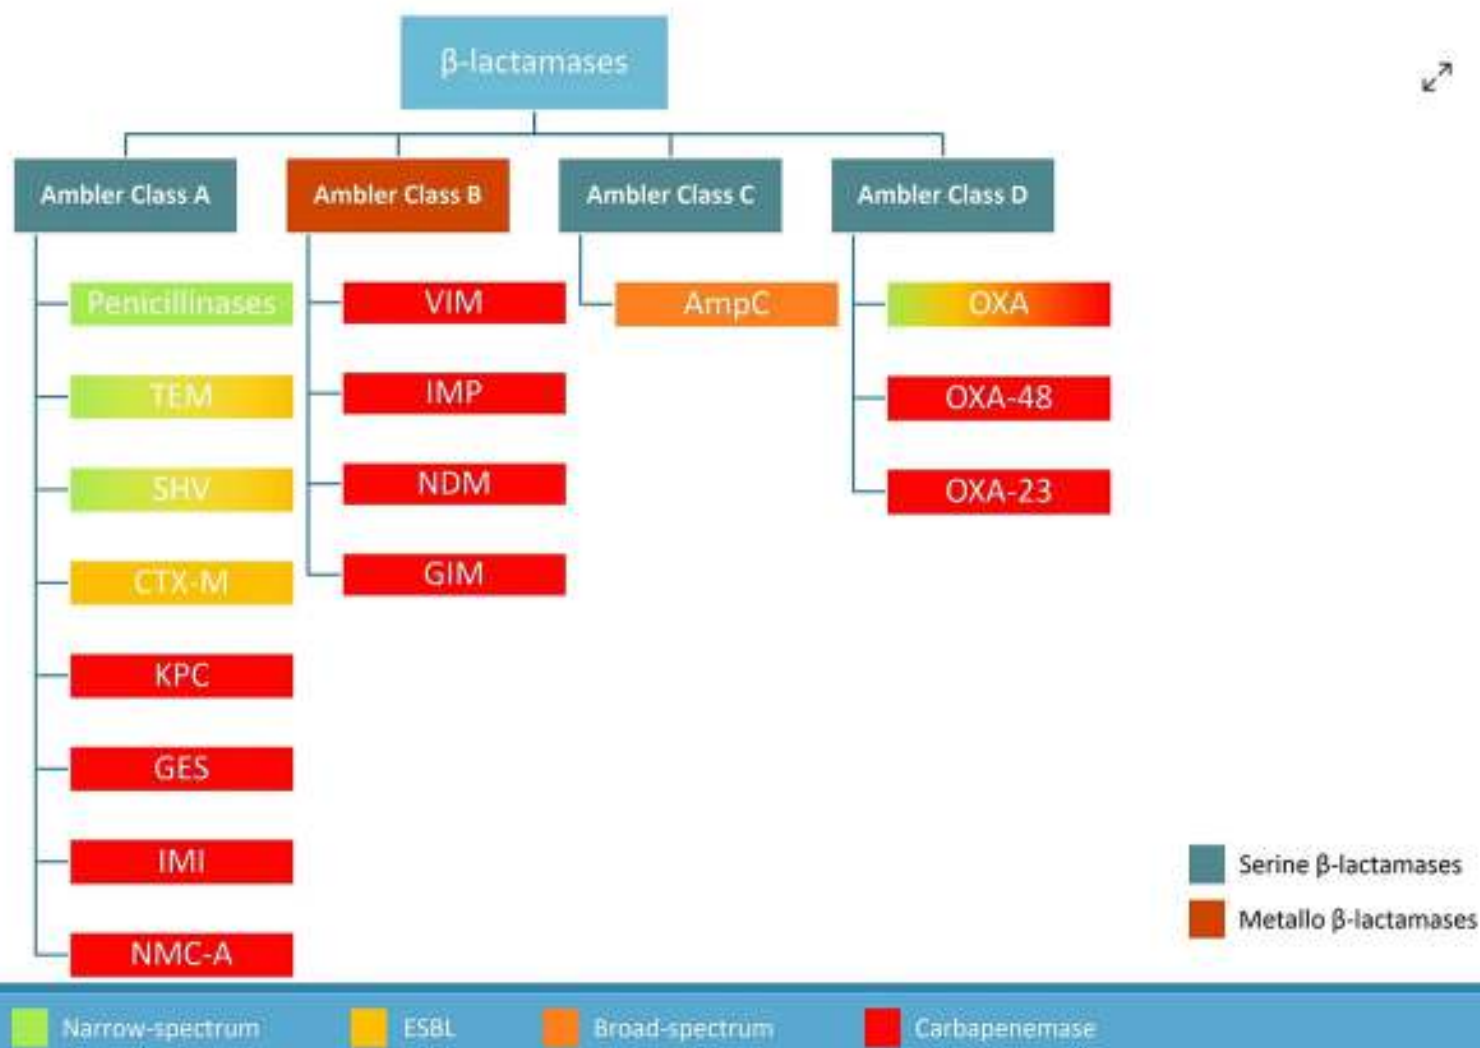 β-lactamases
Ambler Class A
Ambler Class B
Ambler Class C
Ambler Class D
Penicillinases
TEM
SHV
CTX-M
KPC
GES
IMI
NMC-A
VIM
IMP
NDM
GIM
AmpC
OXA
OXA-48
OXA-23
Serine β-lactamases
Metallo β-lactamases
Narrow-spectrum
ESBL
Broad-spectrum
Carbapenemase